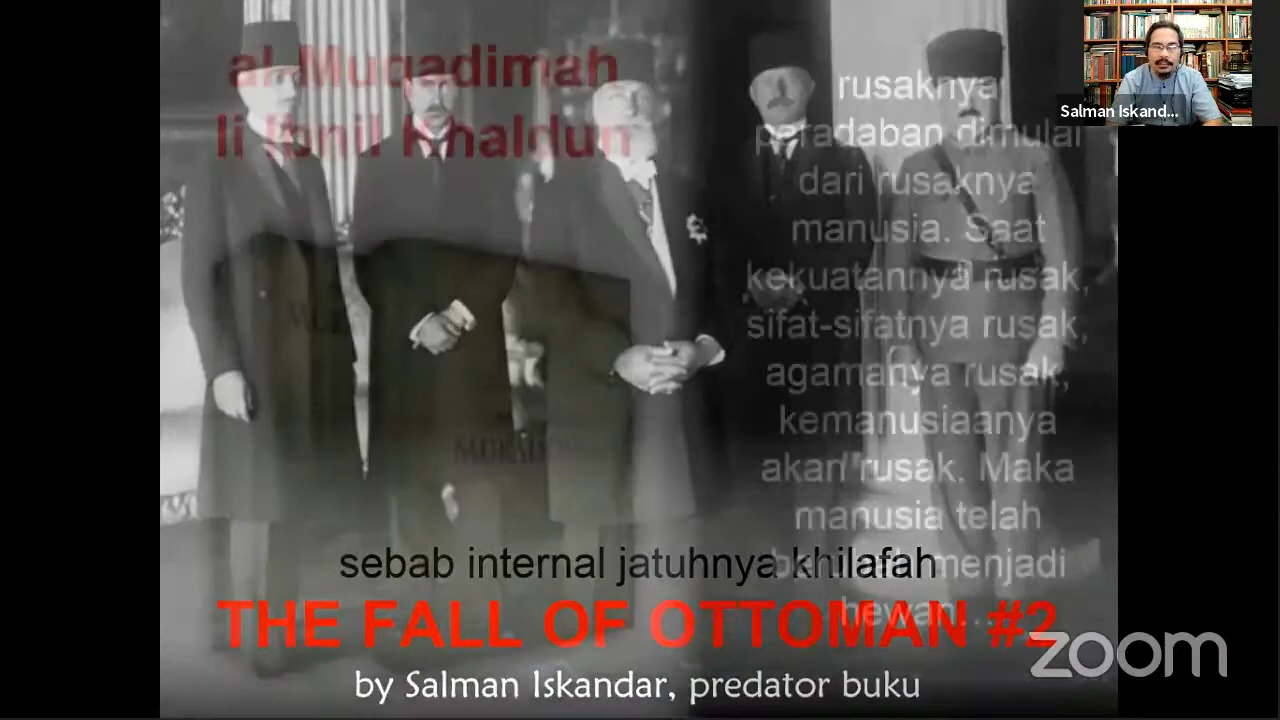 al Muqadimah
li Ibnil Khaldun
rusaknya
paradaban dimulai
dari rusaknya
manusia. Saat
kekuatannya rusak,
sifat-sifatnya rusak,
agamanya rusak,
kemanusiaanya
akan rusak. Maka
manusia telah
menjadi
hewan...
sebab internal jatuhnya khilafah
THE FALL OF OTTOMAN #2
by Salman Iskandar, predator buku
Salman Iskand...
zoom